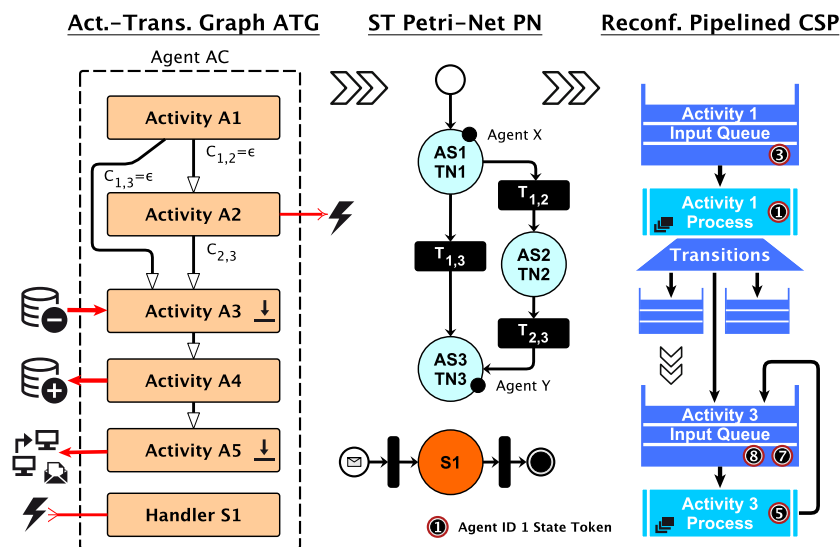 Act.-Trans. Graph ATG
ST Petri-Net PN
Reconf. Pipelined CSP
Agent AC
Activity A1
C1,3=ϵ
C1,2=ϵ
Activity A2
C2,3
Activity A3
Activity A4
Activity A5
Handler S1
Agent X
AS1
TN1
T1,2
T1,3
AS2
TN2
T2,3
AS3
TN3
Agent Y
S1
1 Agent ID 1 State Token
Activity 1
Input Queue
3
Activity 1
Process
1
Transitions
Activity 3
Input Queue
8 7
Activity 3
Process
5